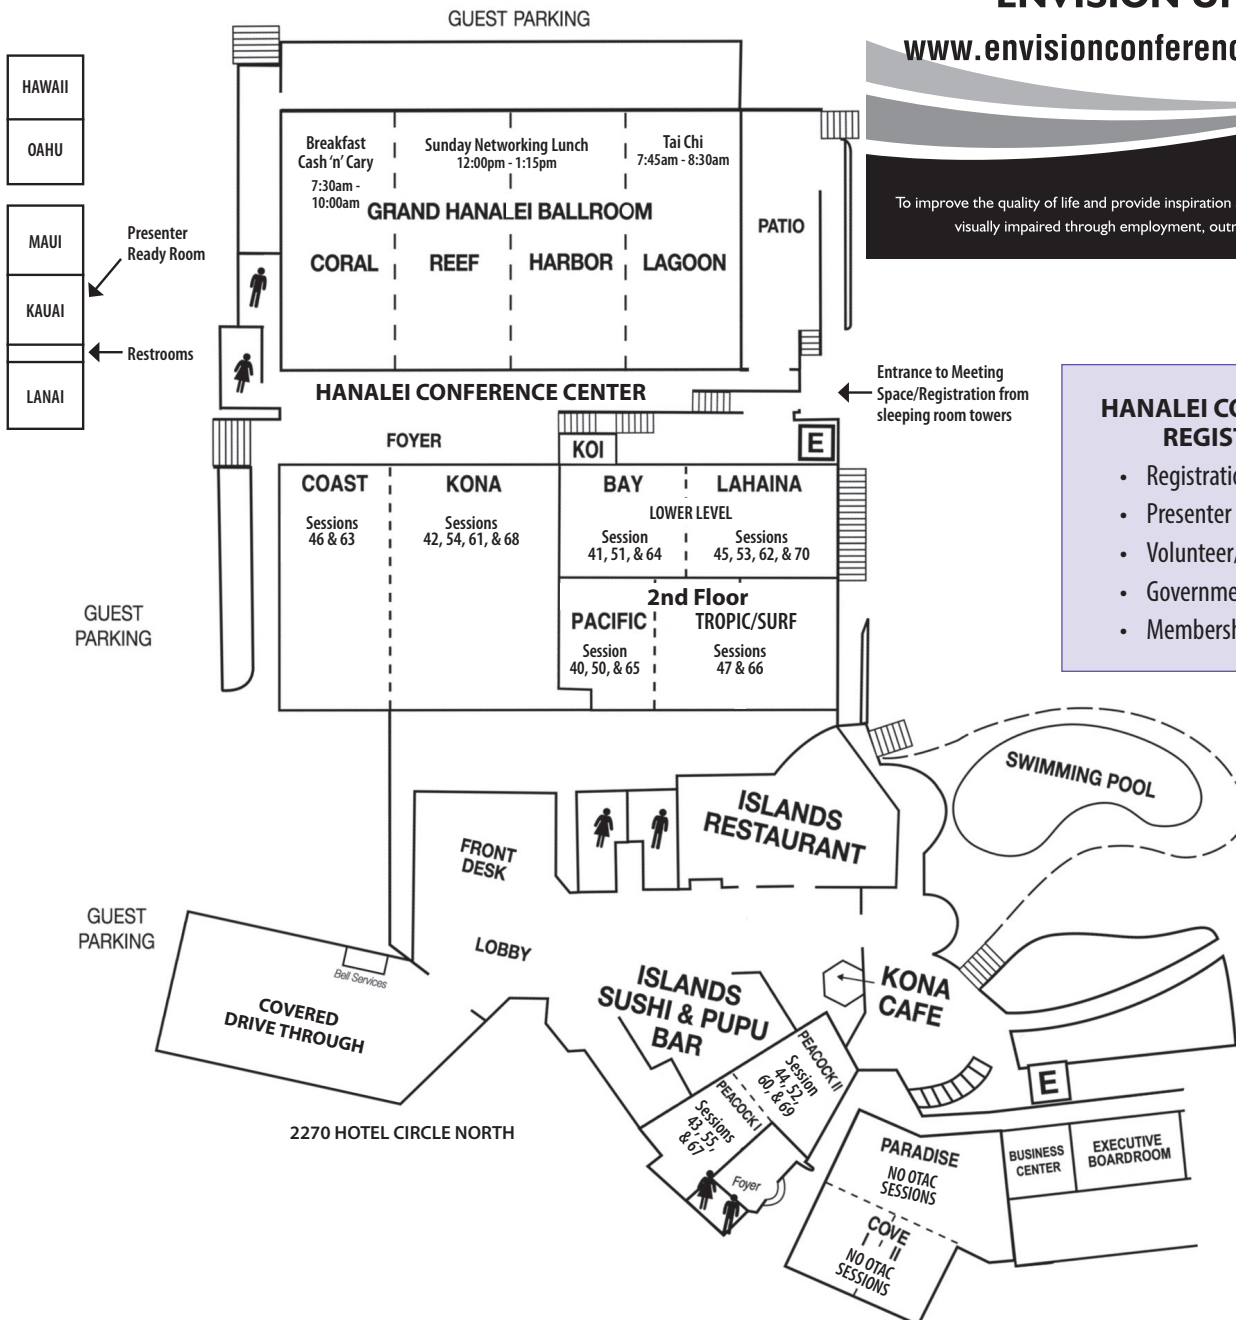 GUEST PARKING
ENVISION
www.envisionconferenc
To improve the quality of life and provide inspiration
visually impaired through employment, outr
HAWAII
OAHU
MAUI
KAUAI
LANAI
Presenter
Ready Room
Restrooms
Breakfast
Cash ‘n’ Cary
7:30am -
10:00am
Sunday Networking Lunch
12:00pm - 1:15pm
Tai Chi
7:45am - 8:30am
GRAND HANALEI BALLROOM
CORAL
REEF
HARBOR
LAGOON
PATIO
HANALEI CONFERENCE CENTER
Entrance to Meeting
Space/Registration from
sleeping room towers
FOYER
KOI
E
HANALEI CO
REGIST
• Registratio
• Presenter
• Volunteer/
• Governme
• Membersh
COAST
Sessions
46 & 63
KONA
Sessions
42, 54, 61, & 68
BAY
LAHAINA
LOWER LEVEL
Session
41, 51, & 64
Sessions
45, 53, 62, & 70
2nd Floor
PACIFIC
Session
40, 50, & 65
TROPIC/SURF
Sessions
47 & 66
GUEST
PARKING
SWIMMING POOL
ISLANDS
RESTAURANT
FRONT
DESK
GUEST
PARKING
LOBBY
Bell Services
COVERED
DRIVE THROUGH
ISLANDS
SUSHI & PUPU
BAR
KONA
CAFE
PEACOCK II
Session
44, 52,
60, & 69
PEACOCK I
Sessions
43, 55,
& 67
Foyer
E
2270 HOTEL CIRCLE NORTH
PARADISE
NO OTAC
SESSIONS
COVE
I II
NO OTAC
SESSIONS
BUSINESS
CENTER
EXECUTIVE
BOARDROOM